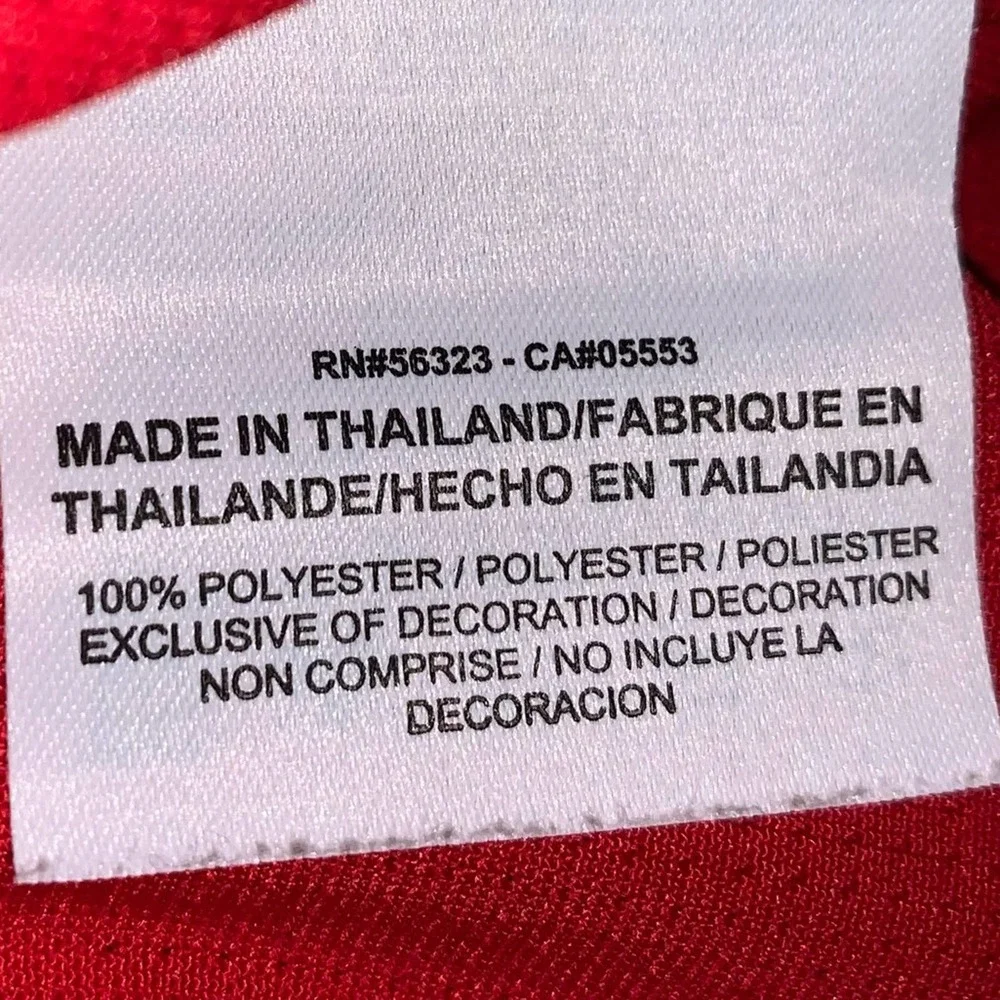 RN#56323 - CA#05553
MADE IN THAILAND/FABRIQUE EN
THAILANDE/HECHO EN TAILANDIA
100% POLYESTER / POLYESTER / POLIESTER
EXCLUSIVE OF DECORATION / DECORATION
NON COMPRISE / NO INCLUYE LA
DECORACION